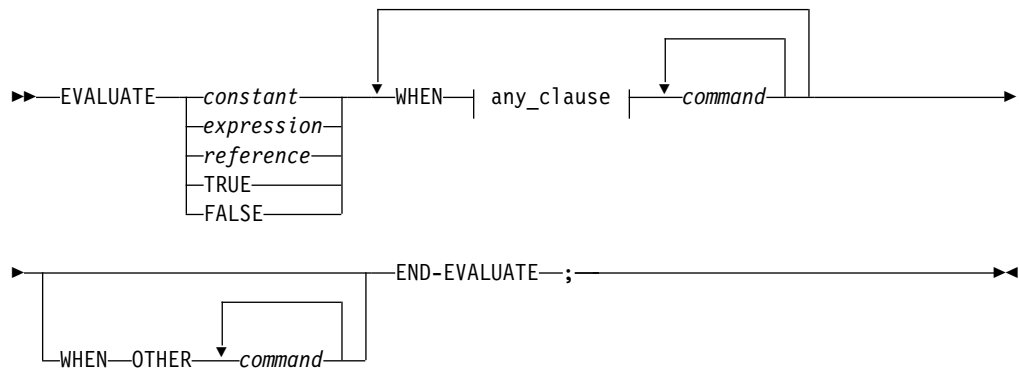 EVALUATE constant WHEN any_clause command
expression
reference
TRUE
FALSE
END-EVALUATE ;
WHEN OTHER command